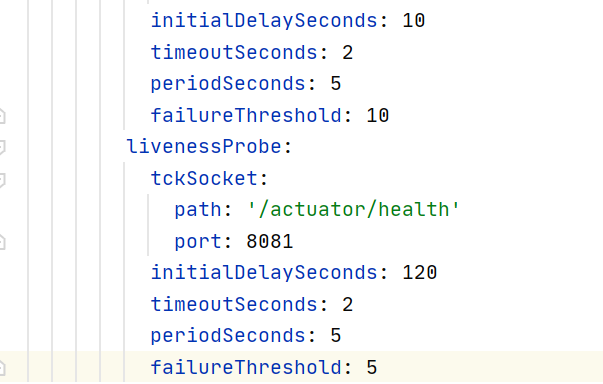 initialDelaySeconds: 10
timeoutSeconds: 2
periodSeconds: 5
failureThreshold: 10
livenessProbe:
tckSocket:
path: '/actuator/health'
port: 8081
initialDelaySeconds: 120
timeoutSeconds: 2
periodSeconds: 5
failureThreshold: 5